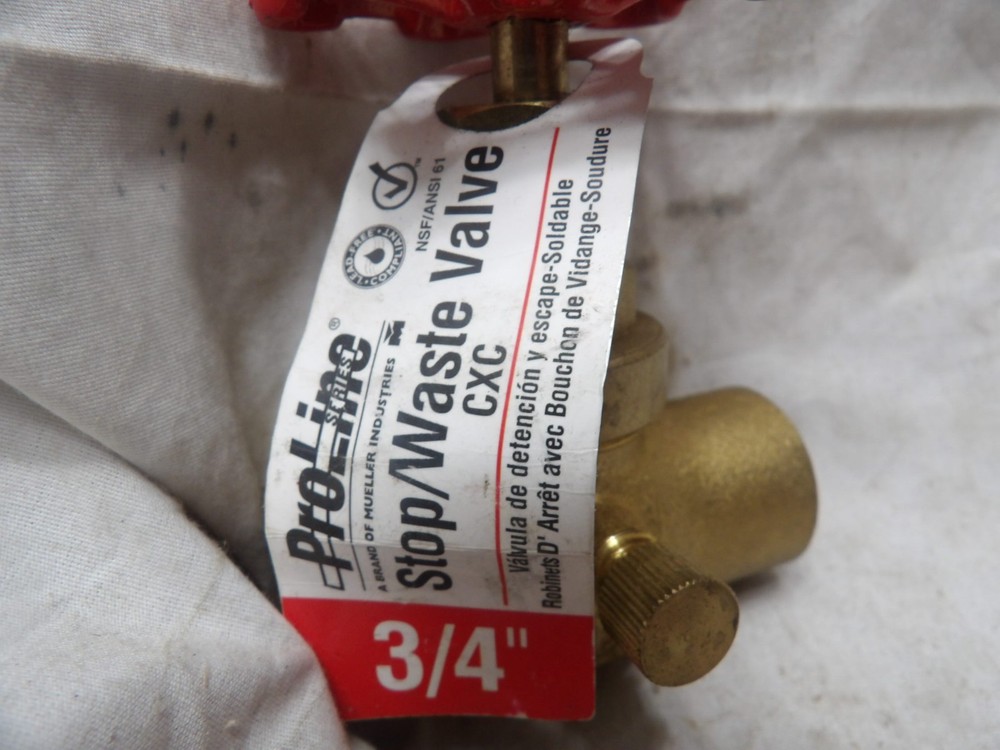 ProLine®
SERIES
A BRAND OF MUELLER INDUSTRIES
LEAD-FREE • COMPLIANT •
NSF/ANSI 61
Stop/Waste Valve
CXC
Válvula de detención y escape-Soldable
Robinets D' Arrêt avec Bouchon de Vidange-Soudure
3/4"